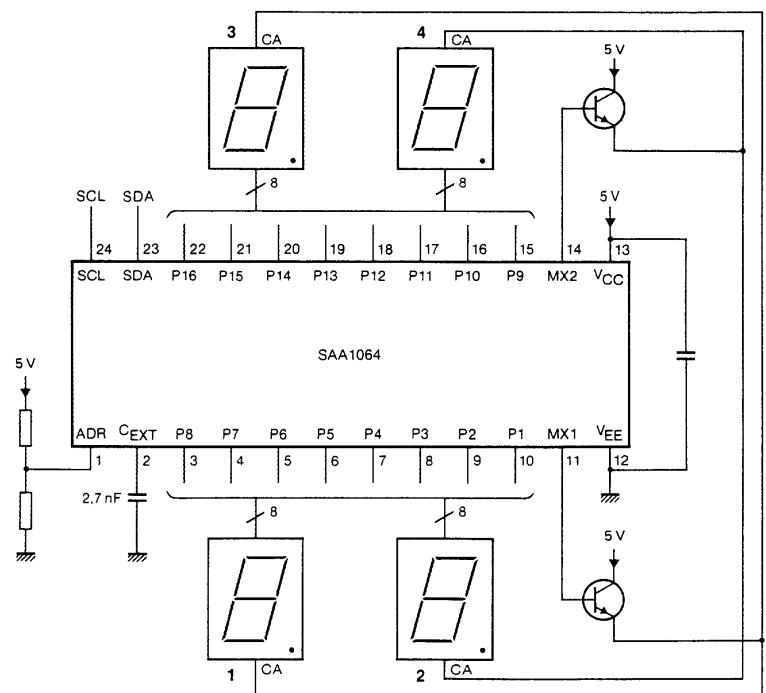 3 CA 4 CA
5 V
8 8
SCL SDA
5 V
24 23 22 21 20 19 18 17 16 15 14 13
SCL SDA P16 P15 P14 P13 P12 P11 P10 P9 MX2 VCC
SAA1064
5 V
ADR CEXT P8 P7 P6 P5 P4 P3 P2 P1 MX1 VEE
1 2 3 4 5 6 7 8 9 10 11 12
2,7 nF
8 8
5 V
1 CA 2 CA